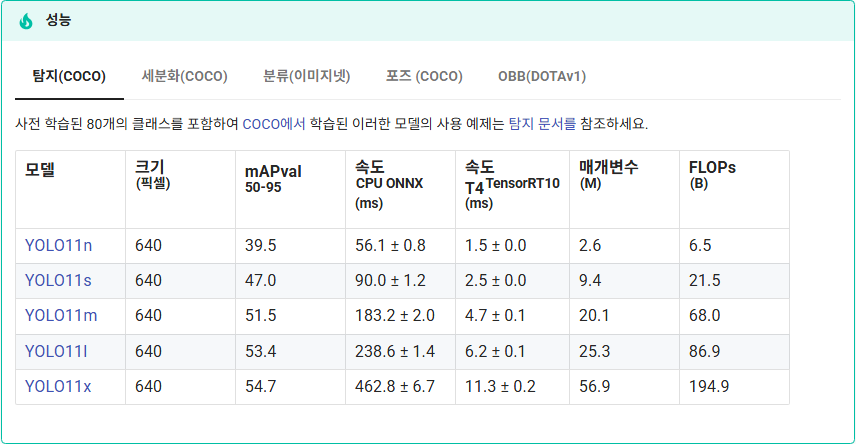 성능
탐지(COCO) 세분화(COCO) 분류(이미지넷) 포즈 (COCO) OBB(DOTAv1)
사전 학습된 80개의 클래스를 포함하여 COCO에서 학습된 이러한 모델의 사용 예제는 탐지 문서를 참조하세요.
모델 크기 (픽셀) mAPval 50-95 속도 CPU ONNX (ms) 속도 T4 TensorRT10 (ms) 매개변수 (M) FLOPs (B)
YOLO11n 640 39.5 56.1 ± 0.8 1.5 ± 0.0 2.6 6.5
YOLO11s 640 47.0 90.0 ± 1.2 2.5 ± 0.0 9.4 21.5
YOLO11m 640 51.5 183.2 ± 2.0 4.7 ± 0.1 20.1 68.0
YOLO11l 640 53.4 238.6 ± 1.4 6.2 ± 0.1 25.3 86.9
YOLO11x 640 54.7 462.8 ± 6.7 11.3 ± 0.2 56.9 194.9